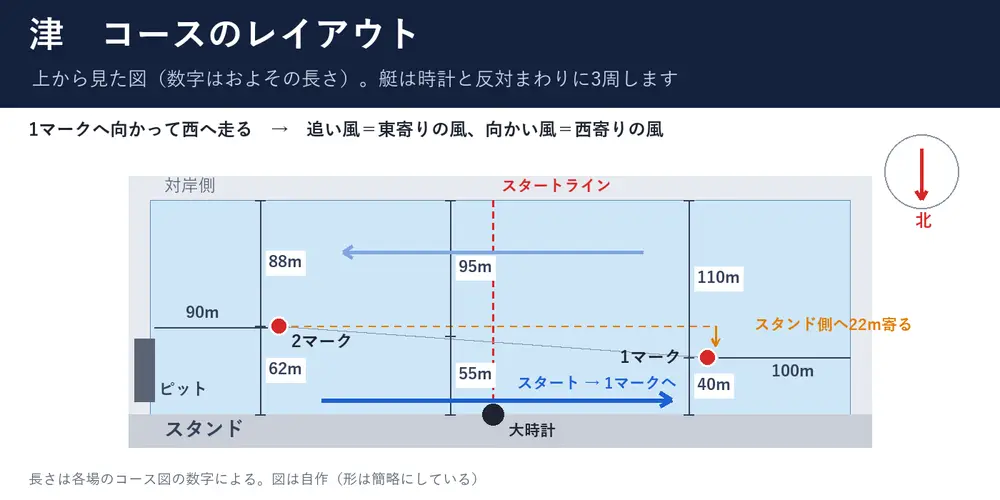 津　コースのレイアウト
上から見た図（数字はおよその長さ）。艇は時計と反対まわりに3周します
1マークへ向かって西へ走る　→　追い風＝東寄りの風、向かい風＝西寄りの風
対岸側
スタートライン
北
88m
95m
110m
90m
スタンド側へ22m寄る
2マーク
1マーク
62m
55m
100m
40m
スタート → 1マークへ
ピット
スタンド
大時計
長さは各場のコース図の数字による。図は自作（形は簡略にしている）